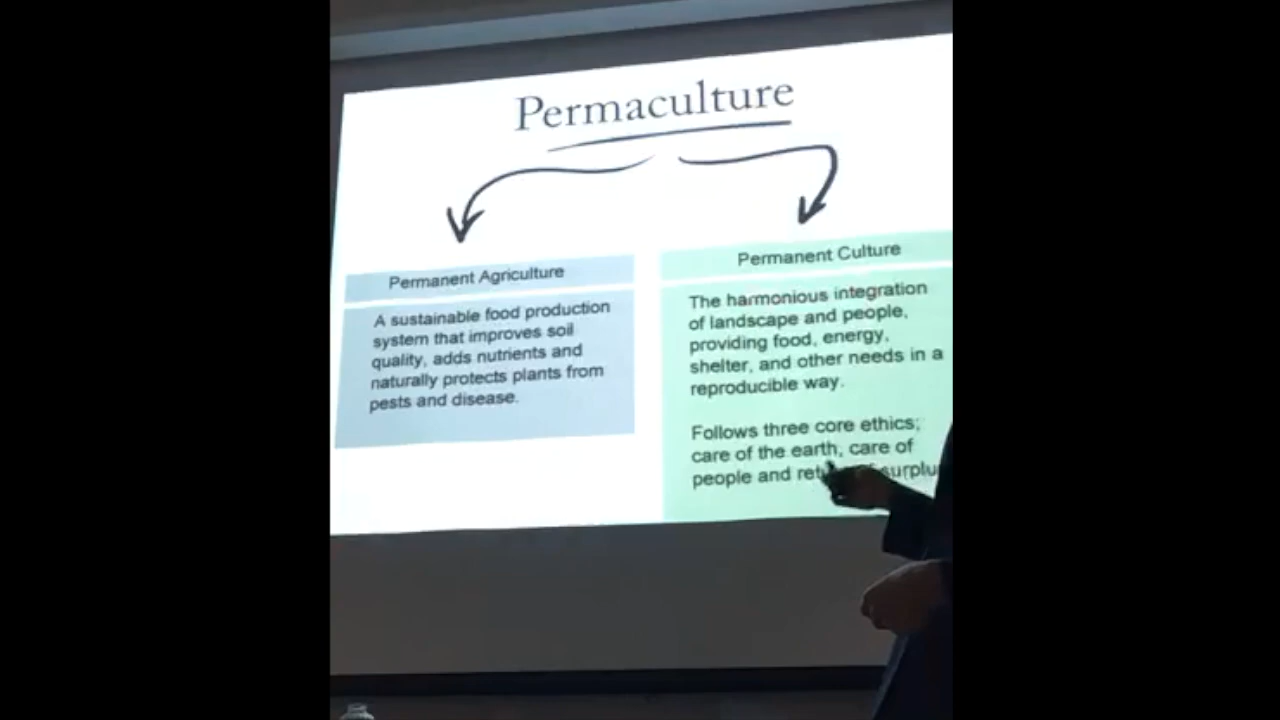 Permaculture
Permanent Agriculture
A sustainable food production
system that improves soil
quality, adds nutrients and
naturally protects plants from
pests and disease.
Permanent Culture
The harmonious integration
of landscape and people,
providing food, energy,
shelter, and other needs in a
reproducible way.
Follows three core ethics;
care of the earth, care of
people and